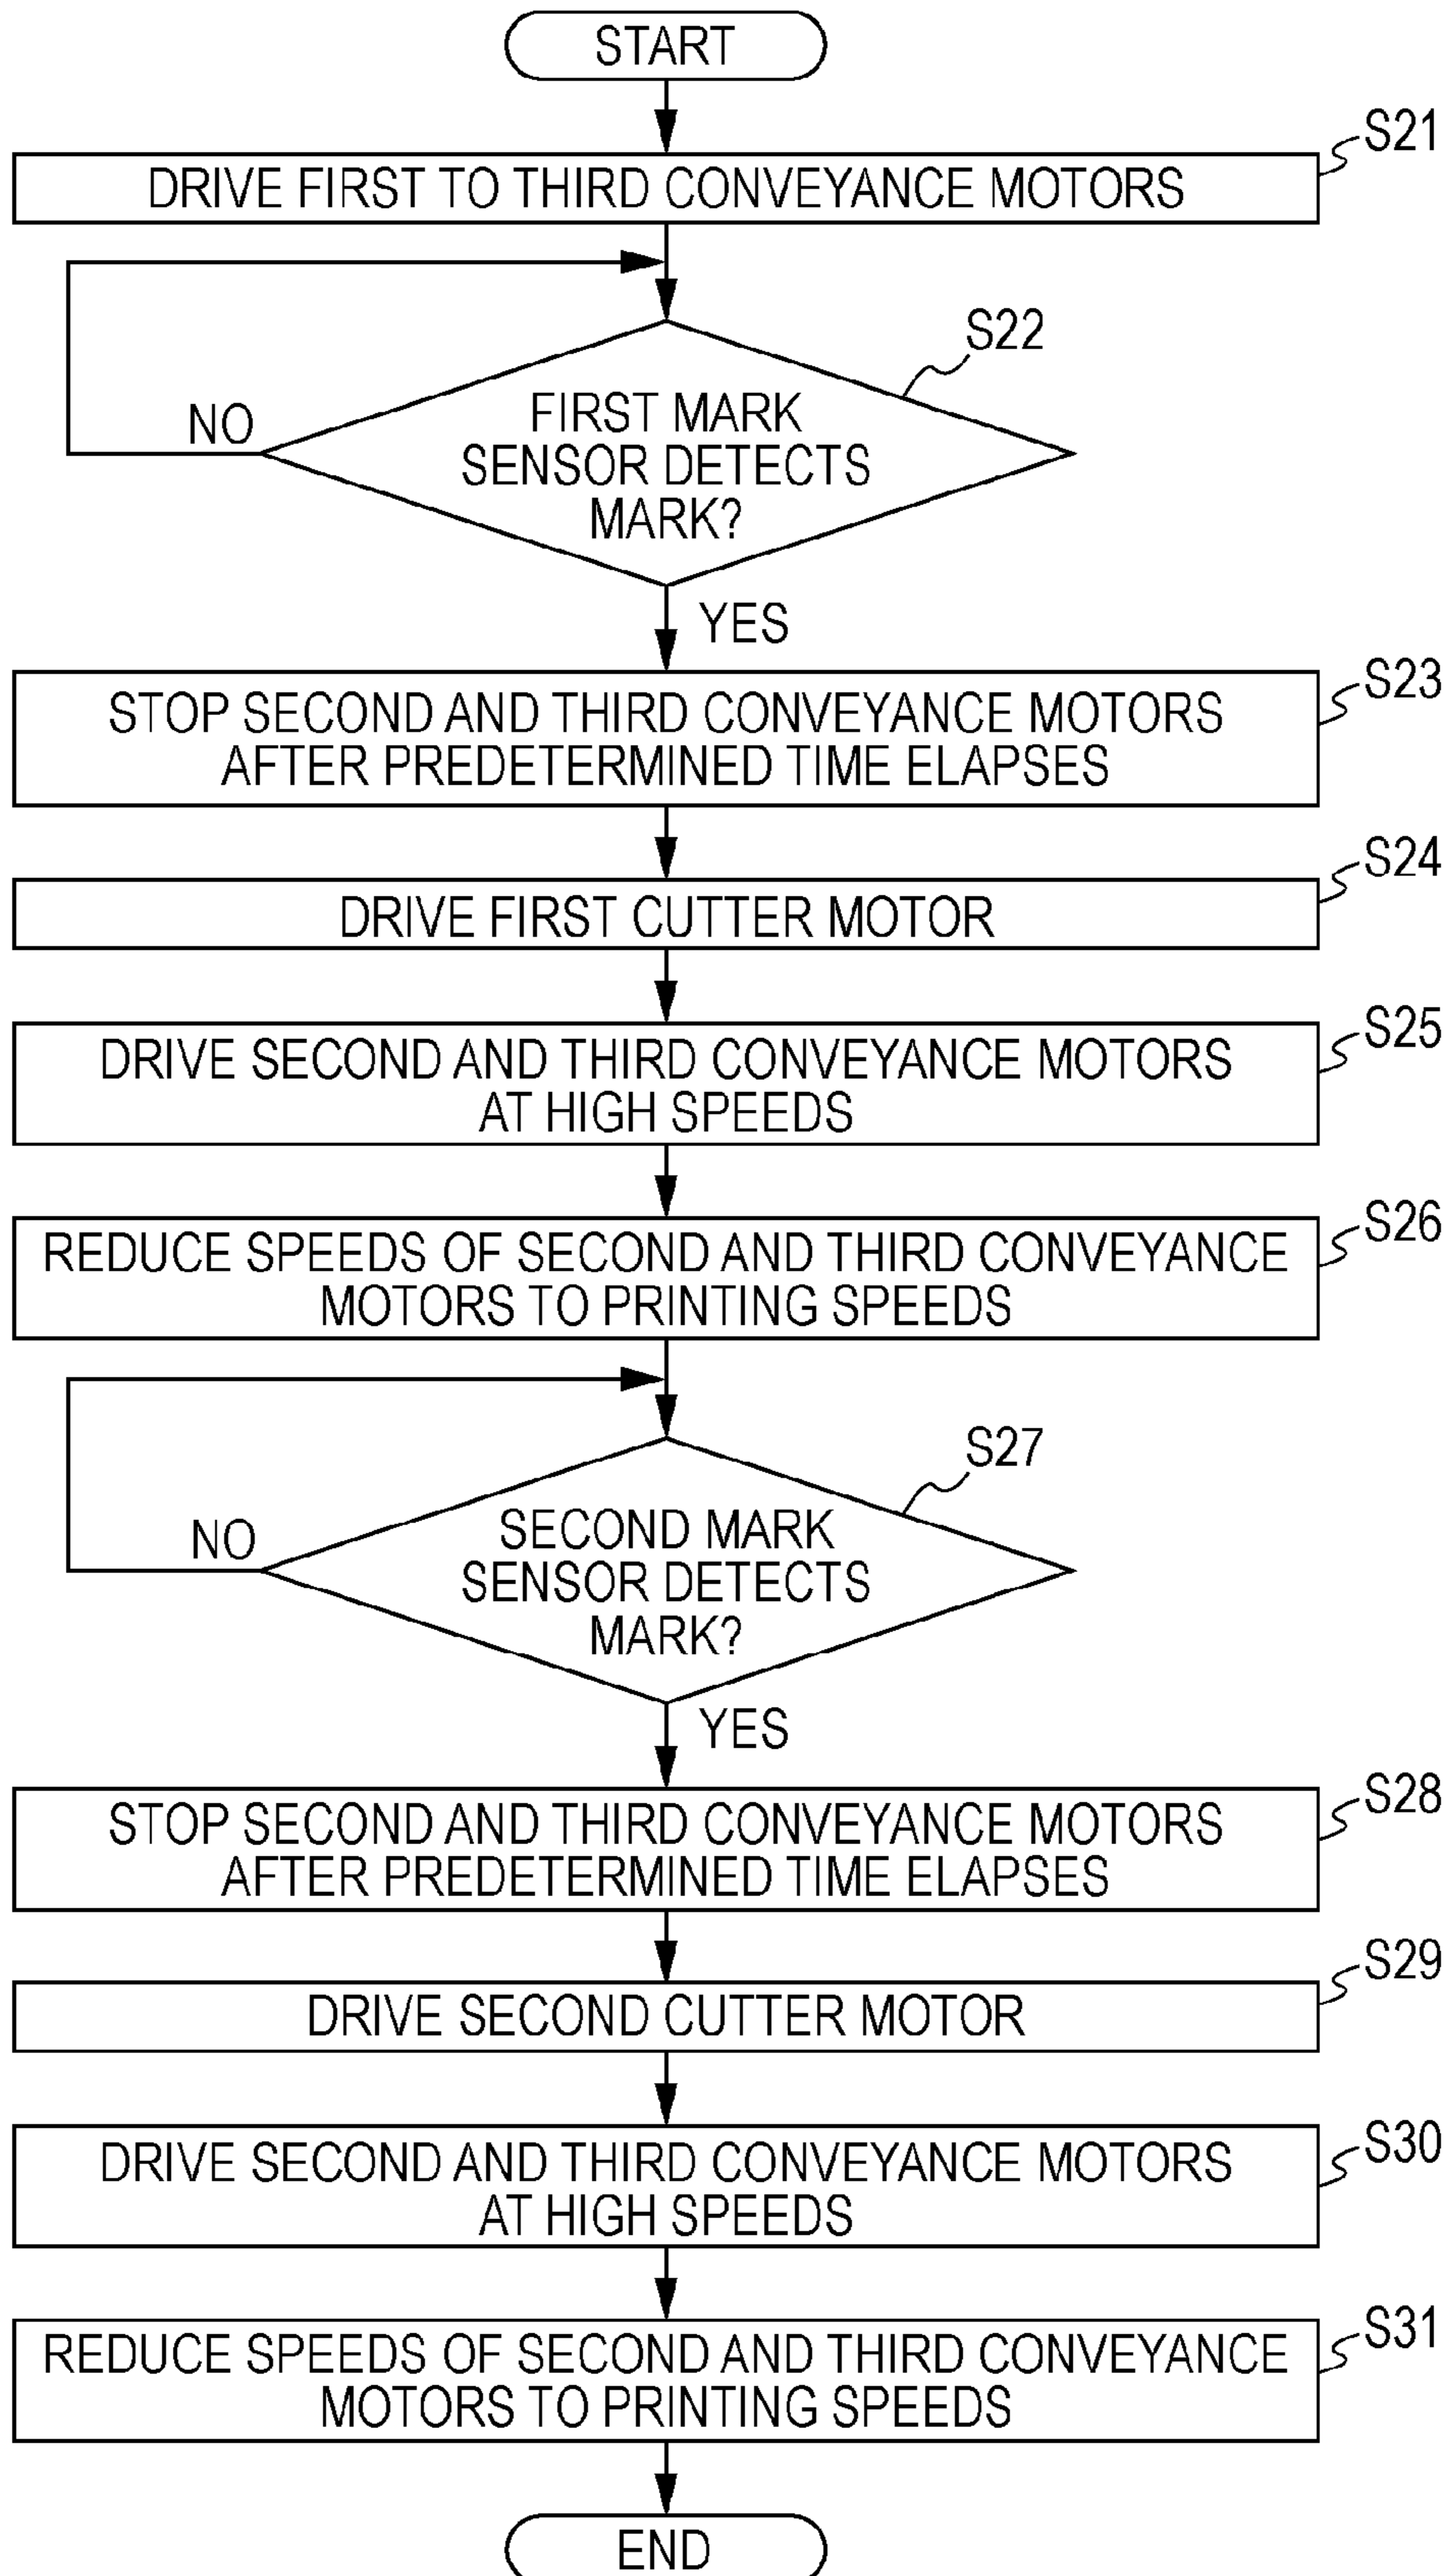 START
S21
DRIVE FIRST TO THIRD CONVEYANCE MOTORS
S22
NO
FIRST MARK
SENSOR DETECTS
MARK?
YES
S23
STOP SECOND AND THIRD CONVEYANCE MOTORS
AFTER PREDETERMINED TIME ELAPSES
S24
DRIVE FIRST CUTTER MOTOR
S25
DRIVE SECOND AND THIRD CONVEYANCE MOTORS
AT HIGH SPEEDS
S26
REDUCE SPEEDS OF SECOND AND THIRD CONVEYANCE
MOTORS TO PRINTING SPEEDS
S27
NO
SECOND MARK
SENSOR DETECTS
MARK?
YES
S28
STOP SECOND AND THIRD CONVEYANCE MOTORS
AFTER PREDETERMINED TIME ELAPSES
S29
DRIVE SECOND CUTTER MOTOR
S30
DRIVE SECOND AND THIRD CONVEYANCE MOTORS
AT HIGH SPEEDS
S31
REDUCE SPEEDS OF SECOND AND THIRD CONVEYANCE
MOTORS TO PRINTING SPEEDS
END